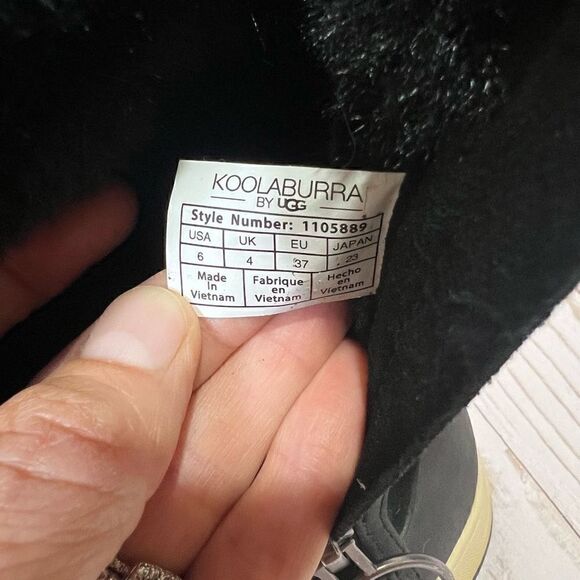 KOOLABURRA
BY UGG
Style Number: 1105889
USA UK EU JAPAN
6 4 37 23
Made in Vietnam Fabrique en Vietnam Hecho en Vietnam